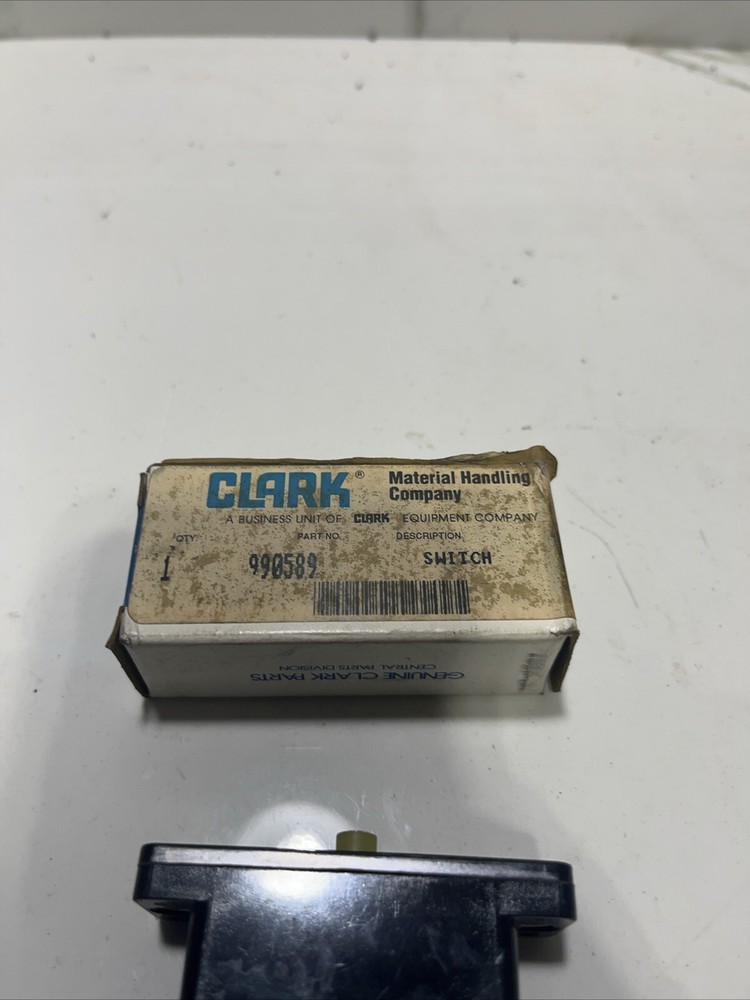 CLARK® Material Handling
Company
A BUSINESS UNIT OF CLARK EQUIPMENT COMPANY
QTY. PART NO. DESCRIPTION
1 990589 SWITCH
GENUINE CLARK PARTS
CENTRAL PARTS DIVISION